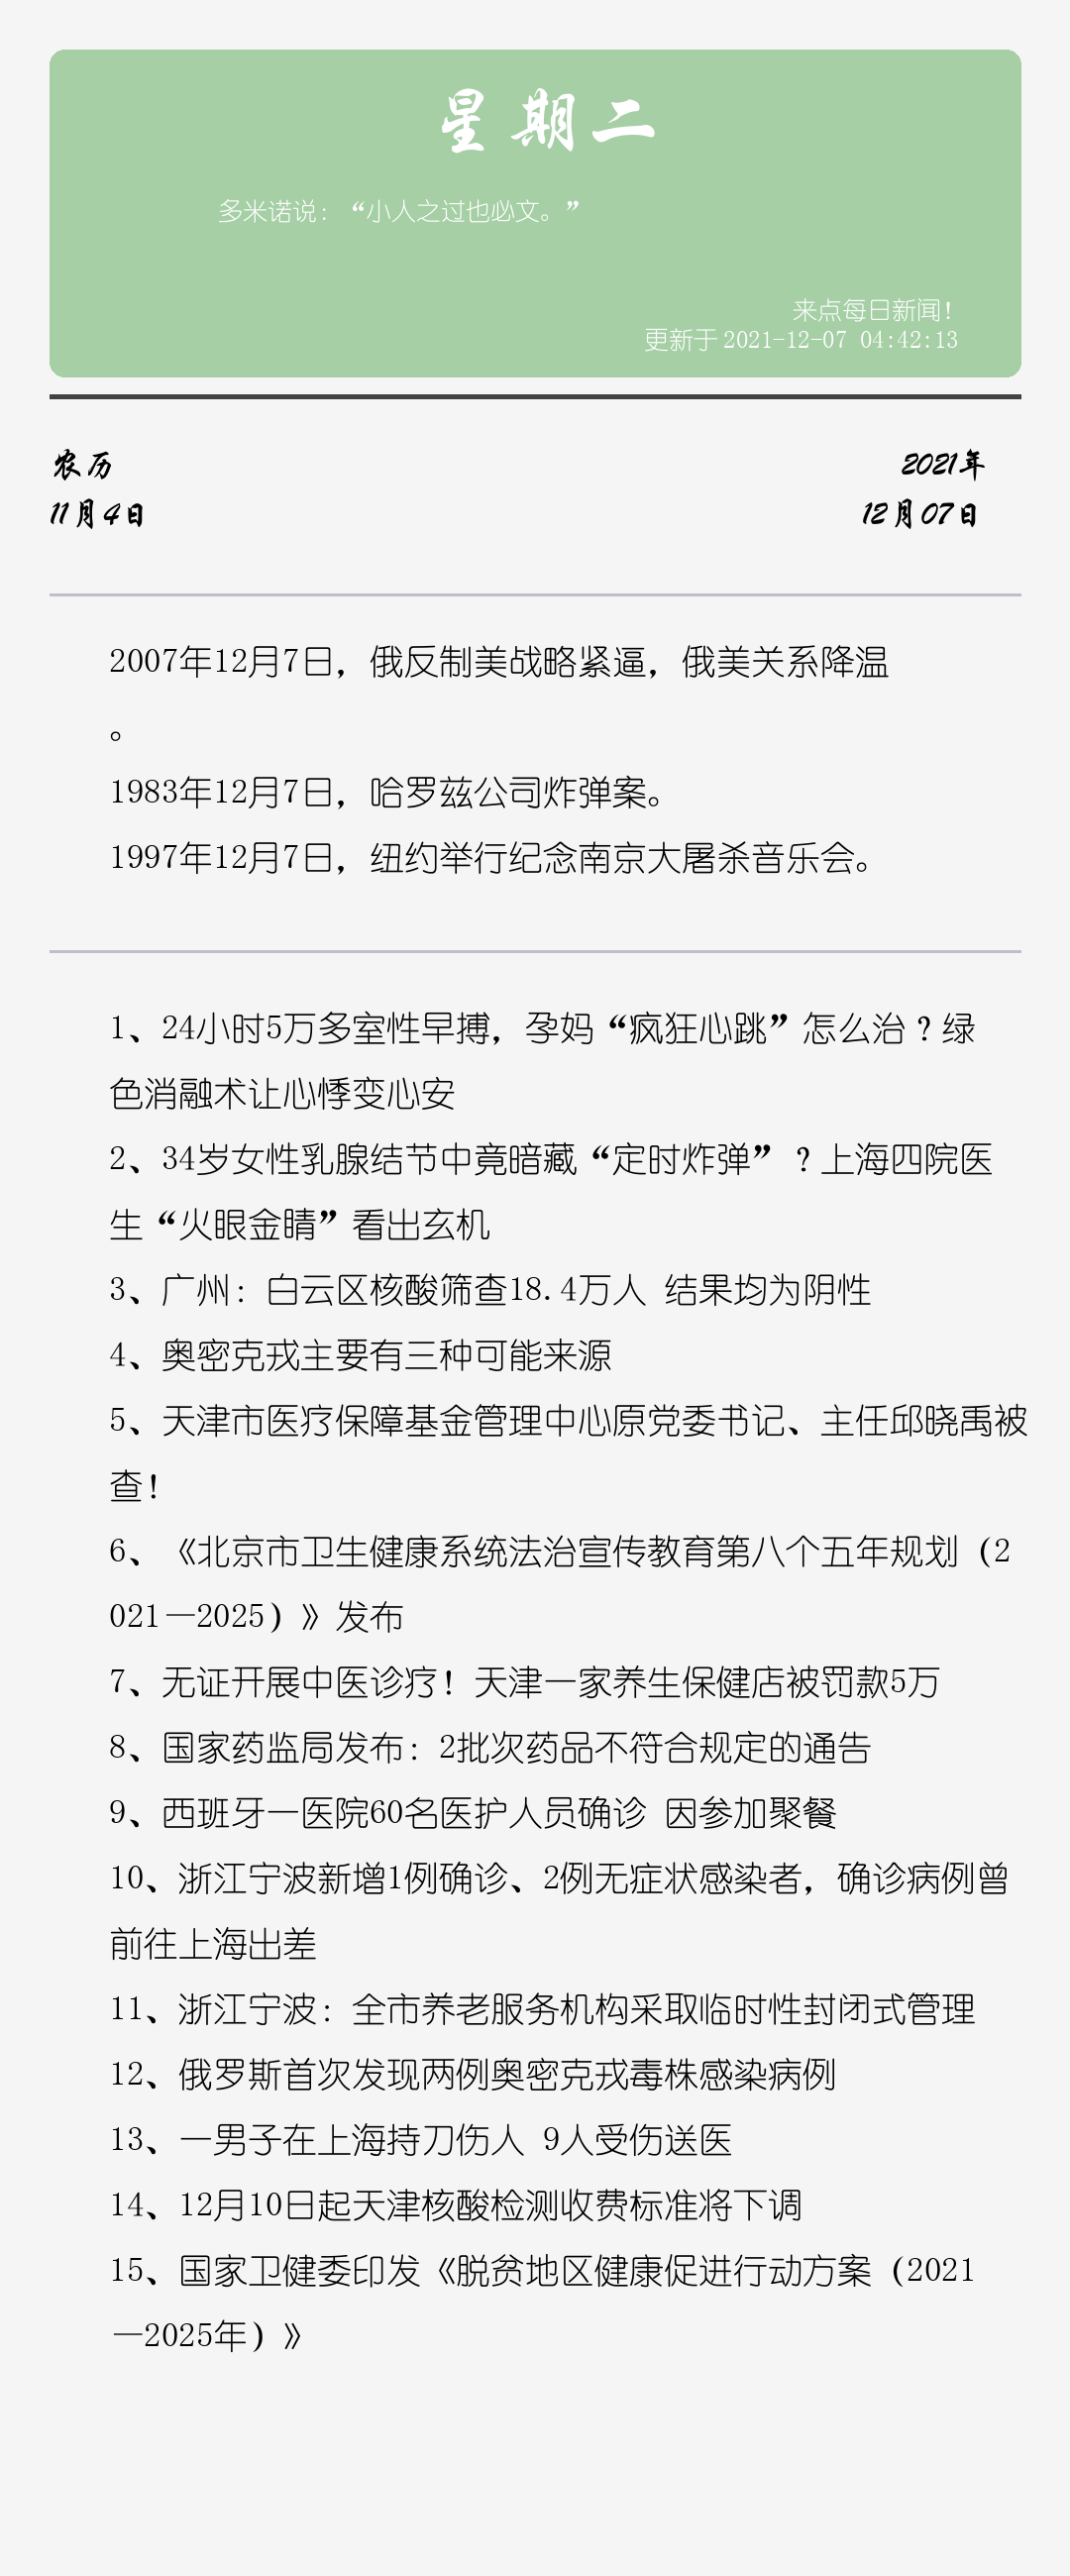 星期二
多米诺说：“小人之过也必文。”
来点每日新闻！
更新于 2021-12-07 04:42:13
农历
11月4日
2021年
12月07日
2007年12月7日，俄反制美战略紧逼，俄美关系降温
。
1983年12月7日，哈罗兹公司炸弹案。
1997年12月7日，纽约举行纪念南京大屠杀音乐会。
1、24小时5万多室性早搏，孕妈“疯狂心跳”怎么治？绿
色消融术让心悸变心安
2、34岁女性乳腺结节中竟暗藏“定时炸弹”？上海四院医
生“火眼金睛”看出玄机
3、广州：白云区核酸筛查18.4万人 结果均为阴性
4、奥密克戎主要有三种可能来源
5、天津市医疗保障基金管理中心原党委书记、主任邱晓禹被
查！
6、《北京市卫生健康系统法治宣传教育第八个五年规划（2
021—2025）》发布
7、无证开展中医诊疗！天津一家养生保健店被罚款5万
8、国家药监局发布：2批次药品不符合规定的通告
9、西班牙一医院60名医护人员确诊 因参加聚餐
10、浙江宁波新增1例确诊、2例无症状感染者，确诊病例曾
前往上海出差
11、浙江宁波：全市养老服务机构采取临时性封闭式管理
12、俄罗斯首次发现两例奥密克戎毒株感染病例
13、一男子在上海持刀伤人 9人受伤送医
14、12月10日起天津核酸检测收费标准将下调
15、国家卫健委印发《脱贫地区健康促进行动方案（2021
—2025年）》